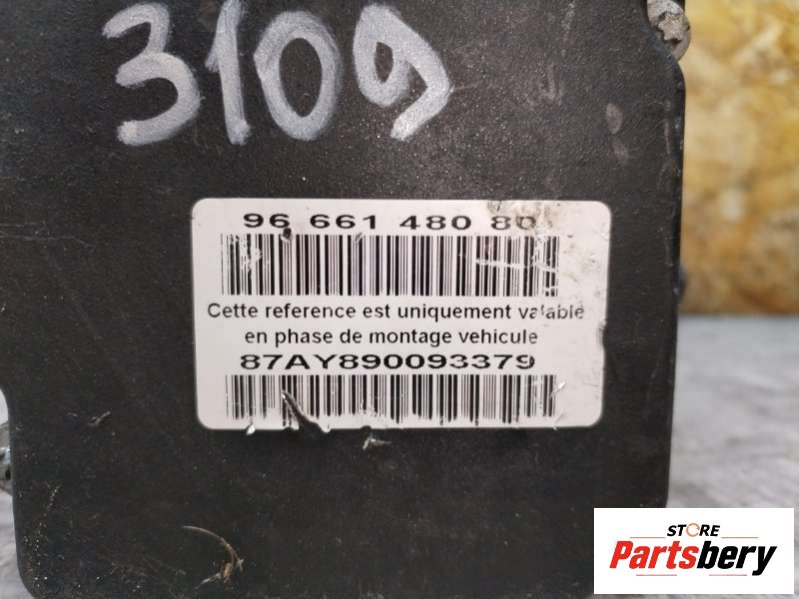 3109
96 661 480 80
Cette reference est uniquement valable
en phase de montage vehicule
87AY890093379
STORE
Partsbery